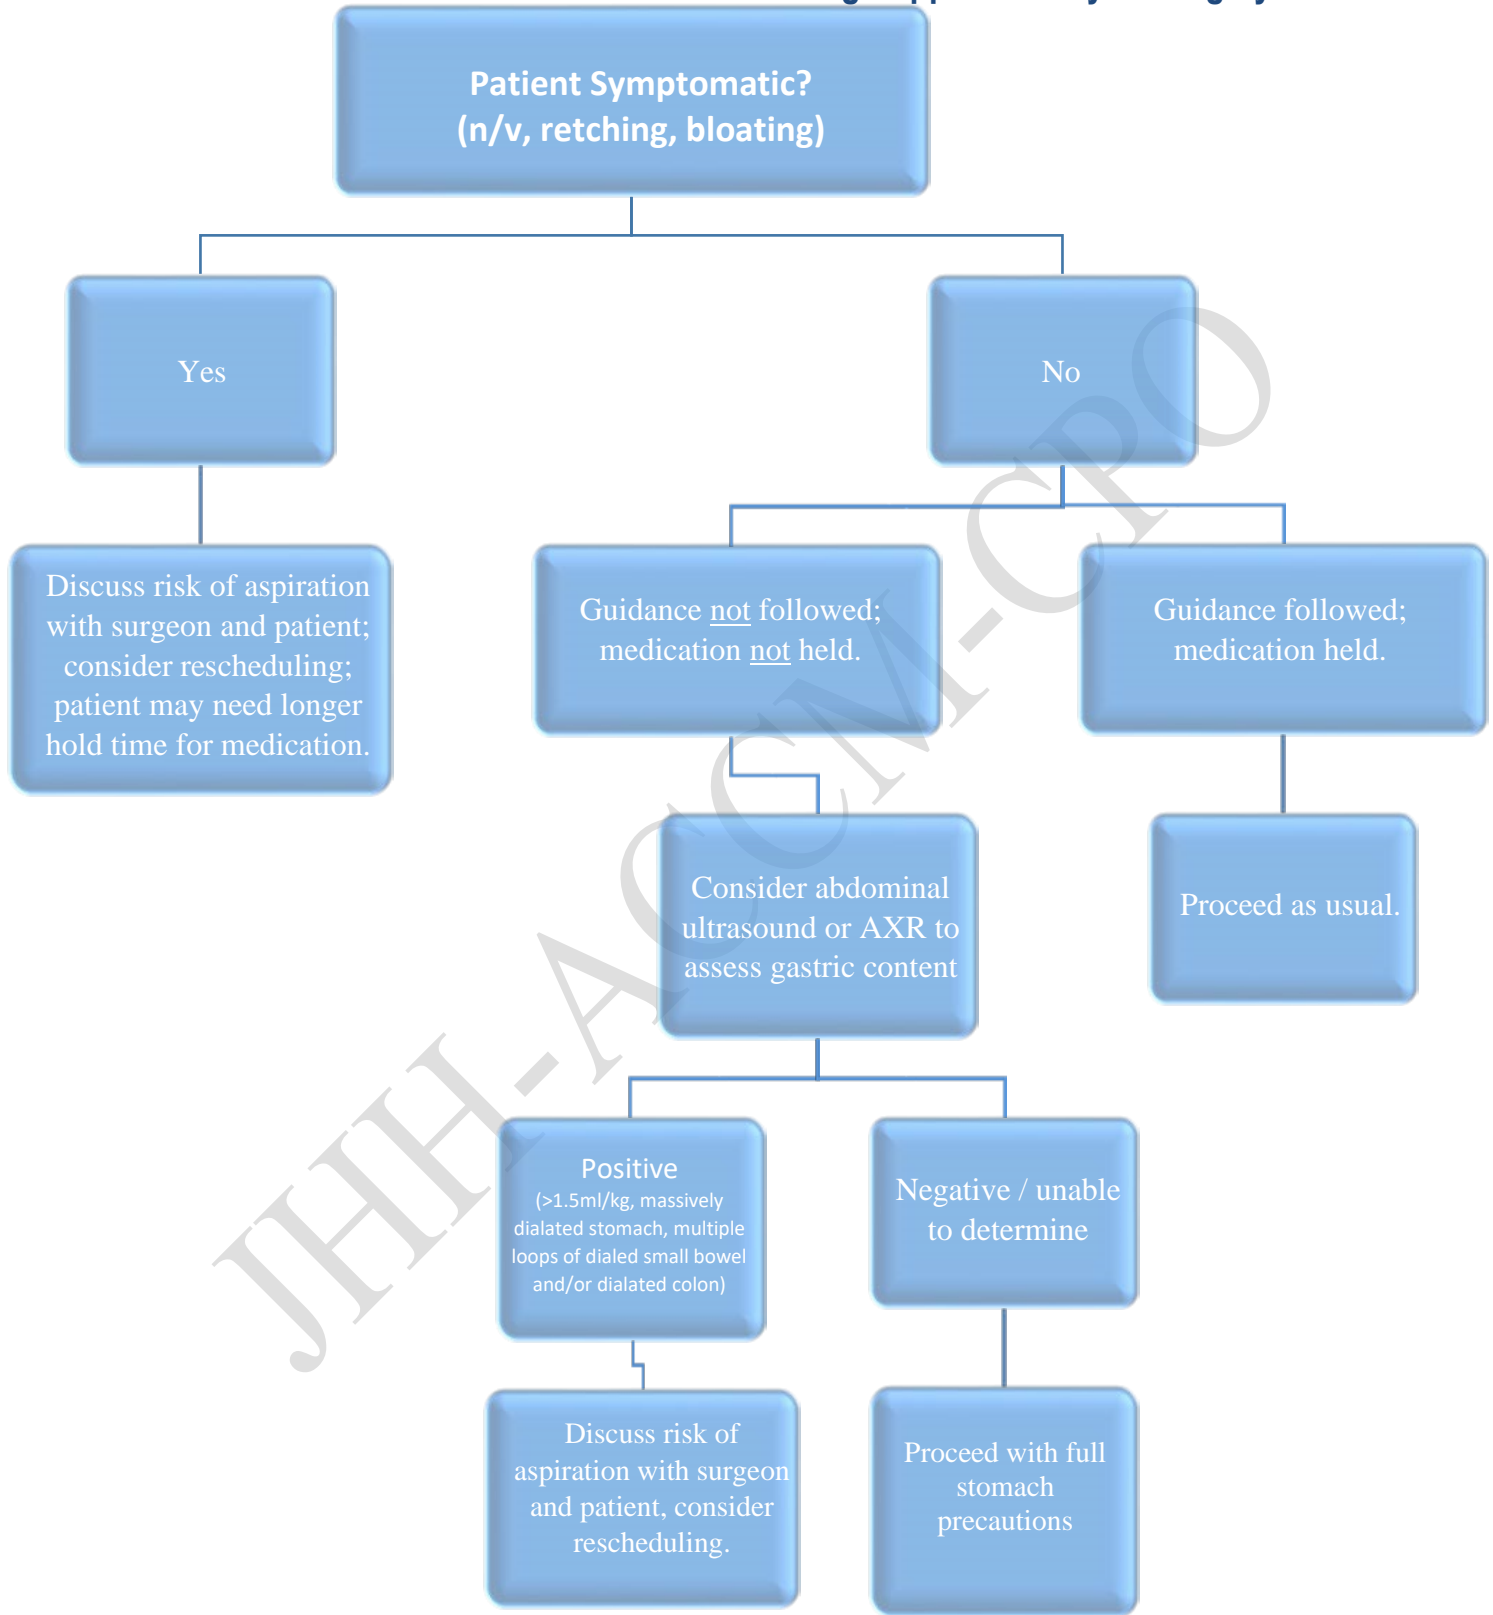 Patient Symptomatic?
(n/v, retching, bloating)
Yes
No
Discuss risk of aspiration
with surgeon and patient;
consider rescheduling;
patient may need longer
hold time for medication.
Guidance not followed;
medication not held.
Guidance followed;
medication held.
Consider abdominal
ultrasound or AXR to
assess gastric content
Proceed as usual.
Positive
(>1.5ml/kg, massively
dialated stomach, multiple
loops of dialed small bowel
and/or dialated colon)
Negative / unable
to determine
Discuss risk of
aspiration with surgeon
and patient, consider
rescheduling.
Proceed with full
stomach
precautions
JHH-ACCM-CPO